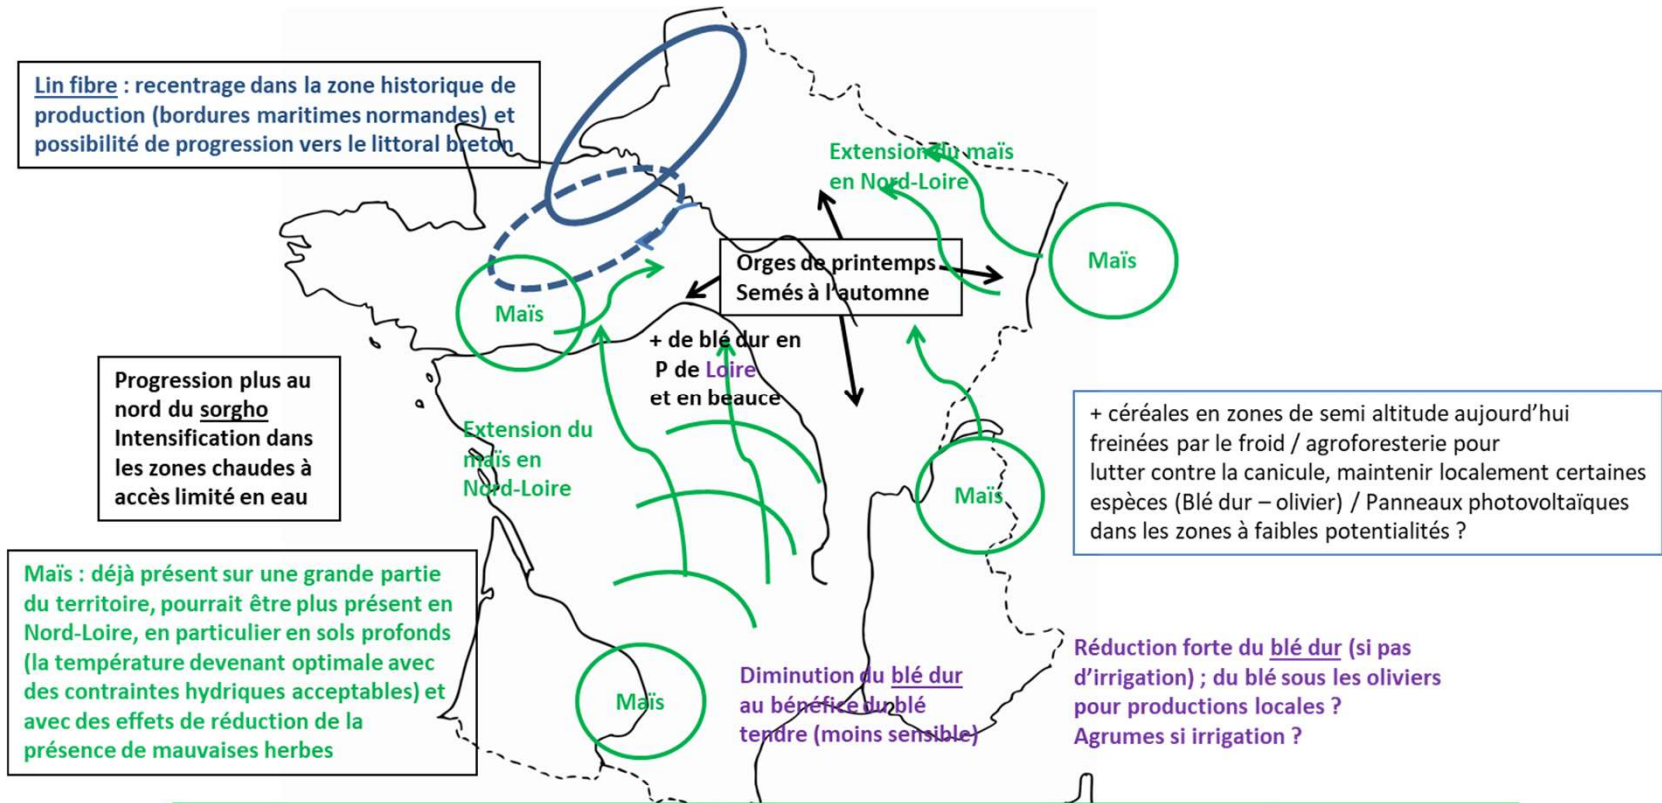 Lin fibre : recentrage dans la zone historique de
production (bordures maritimes normandes) et
possibilité de progression vers le littoral breton
Extension du maïs
en Nord-Loire
Maïs
Orges de printemps
Semés à l'automne
Maïs
+ de blé dur en
P de Loire
et en beauce
Progression plus au
nord du sorgho
Intensification dans
les zones chaudes à
accès limité en eau
Extension du
maïs en
Nord-Loire
+ céréales en zones de semi altitude aujourd'hui
freinées par le froid / agroforesterie pour
lutter contre la canicule, maintenir localement certaines
espèces (Blé dur – olivier) / Panneaux photovoltaïques
dans les zones à faibles potentialités ?
Maïs
Maïs : déjà présent sur une grande partie
du territoire, pourrait être plus présent en
Nord-Loire, en particulier en sols profonds
(la température devenant optimale avec
des contraintes hydriques acceptables) et
avec des effets de réduction de la
présence de mauvaises herbes
Maïs
Diminution du blé dur
au bénéfice du blé
tendre (moins sensible)
Réduction forte du blé dur (si pas
d'irrigation) ; du blé sous les oliviers
pour productions locales ?
Agrumes si irrigation ?